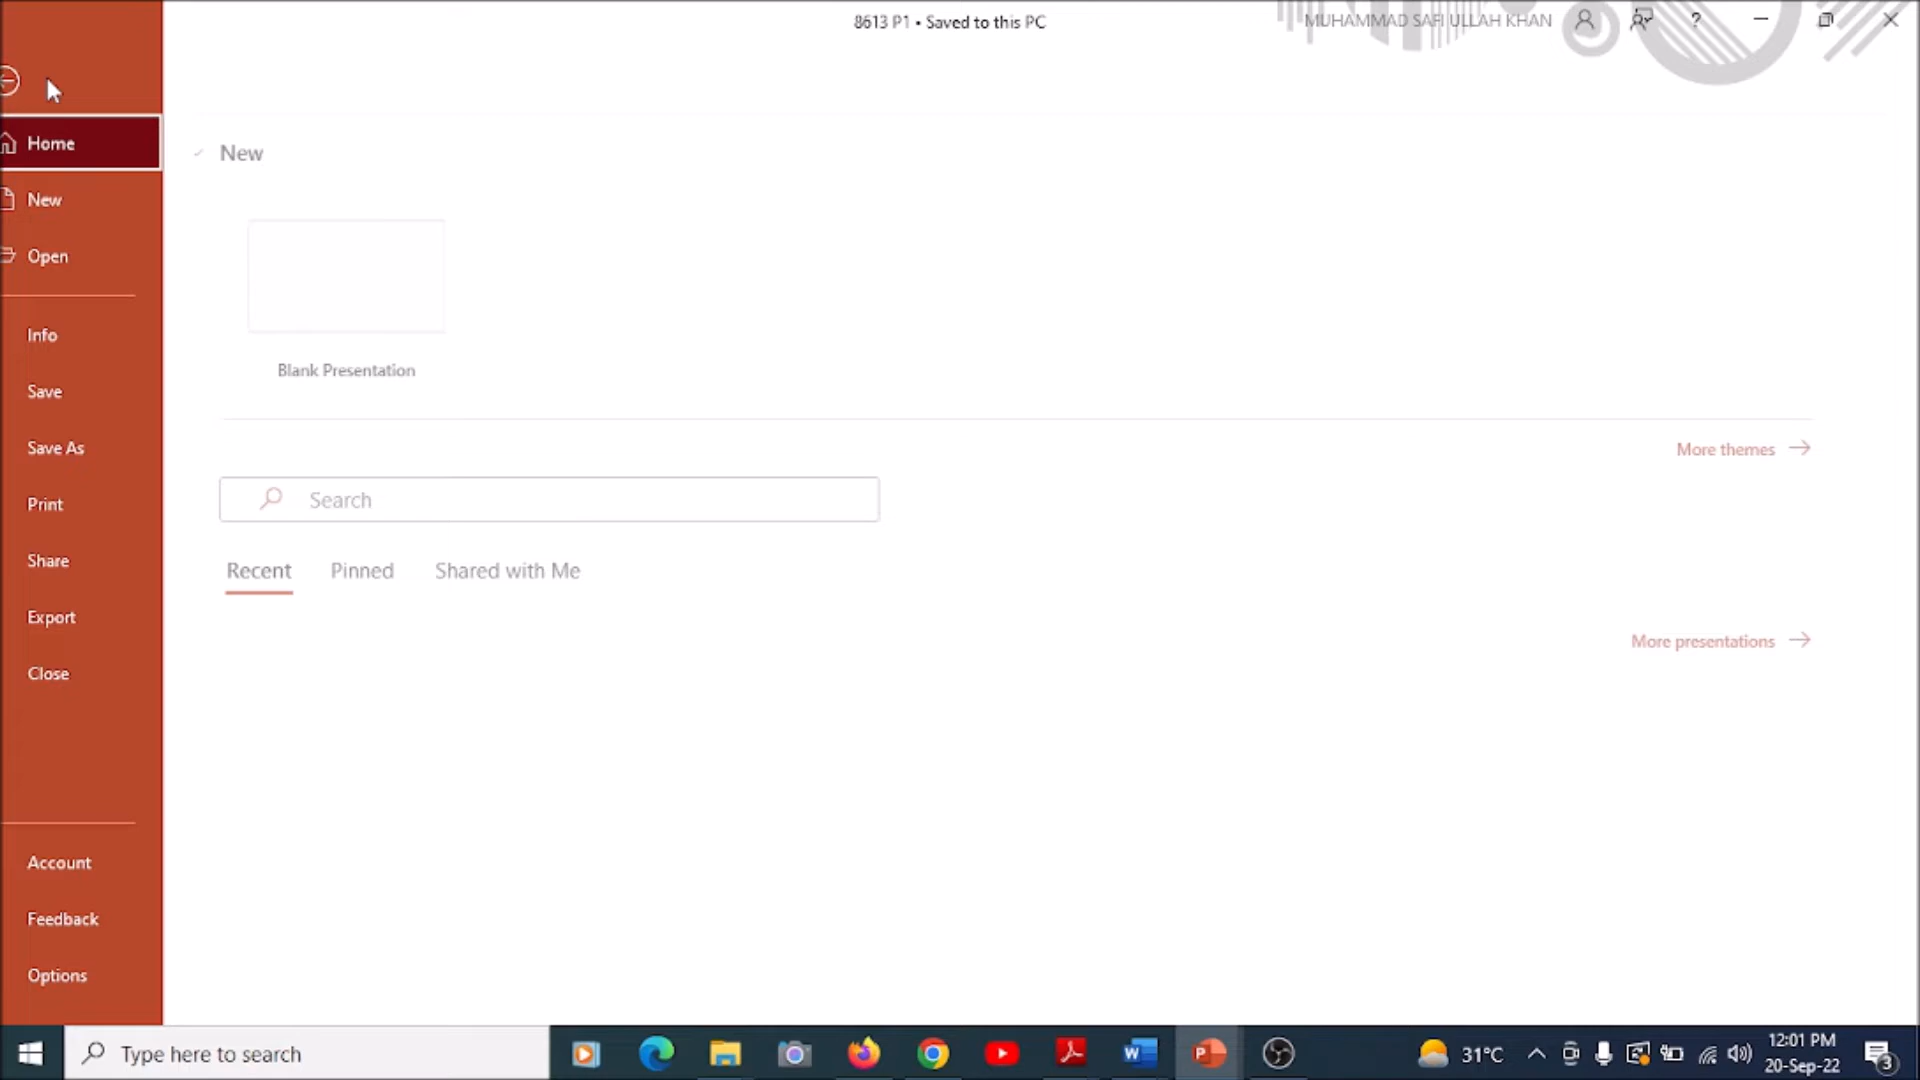 8613 P1 • Saved to this PC
MUHAMMAD SAFI ULLAH KHAN
?
Home
New
Open
Info
Save
Save As
Print
Share
Export
Close
Account
Feedback
Options
New
Blank Presentation
More themes
Search
Recent Pinned Shared with Me
More presentations
Type here to search
31°C
12:01 PM
20-Sep-22
3